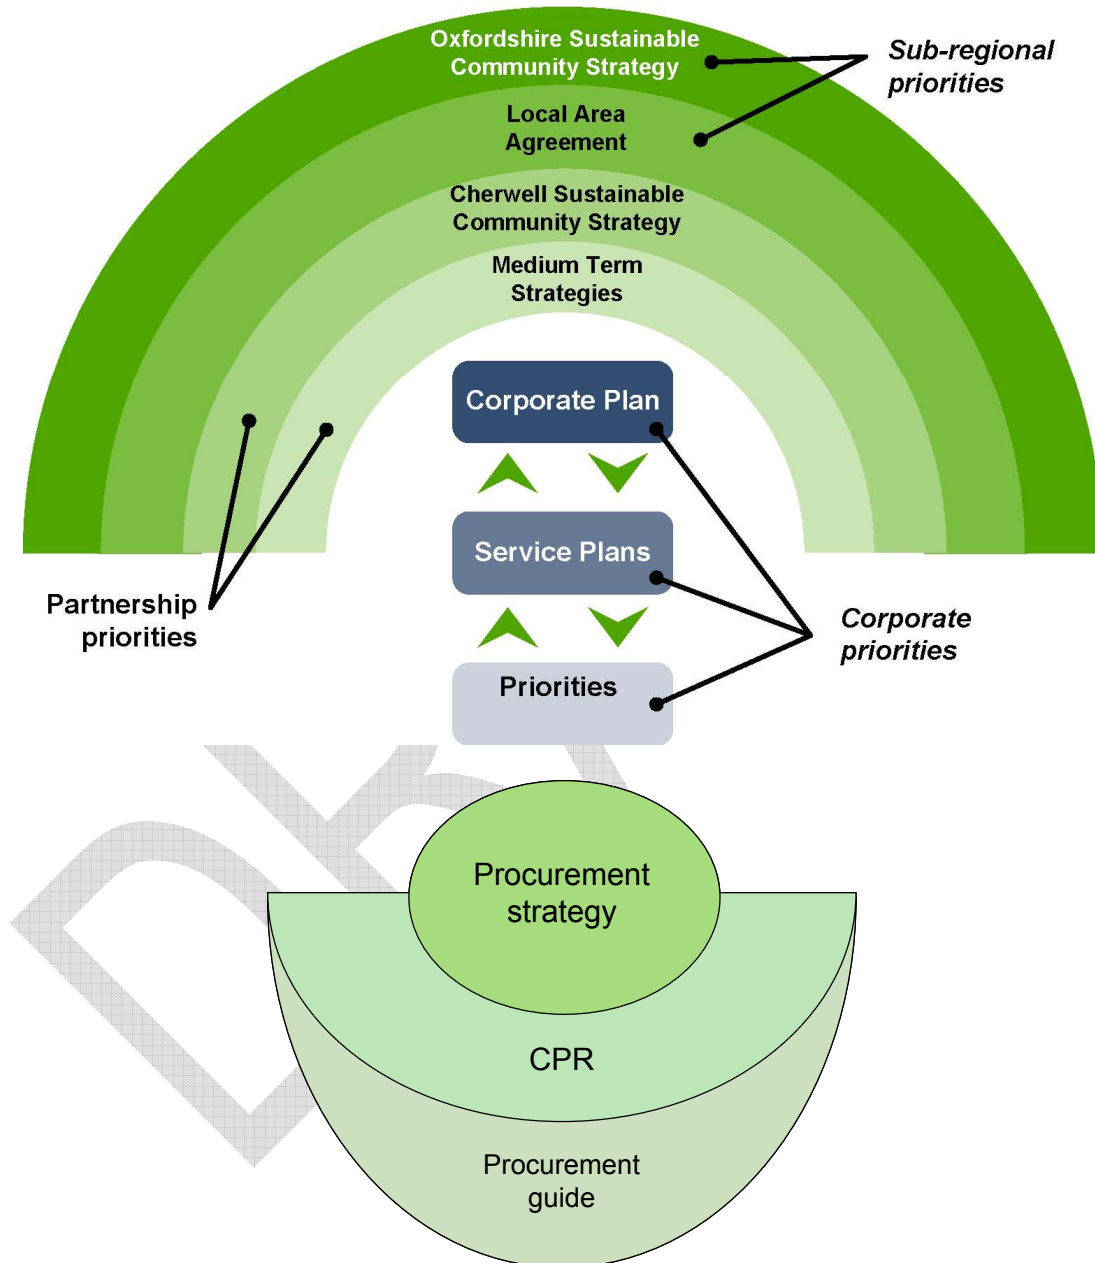 Oxfordshire Sustainable
Community Strategy
Sub-regional
priorities
Local Area
Agreement
Cherwell Sustainable
Community Strategy
Medium Term
Strategies
Corporate Plan
Service Plans
Partnership
priorities
Corporate
priorities
Priorities
Procurement
strategy
CPR
Procurement
guide